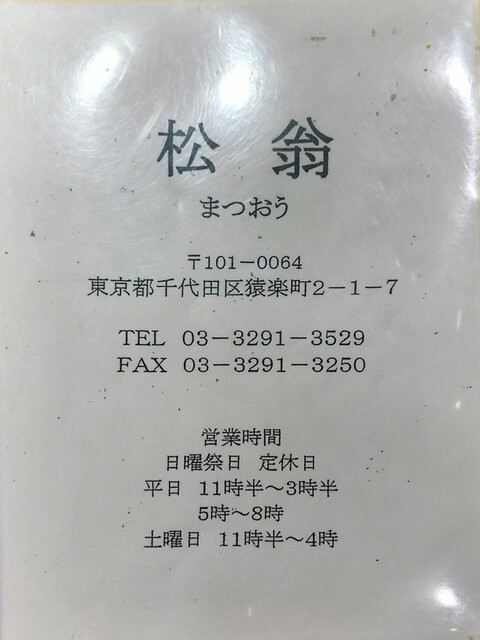 松 翁
まつおう
〒101-0064
東京都千代田区猿楽町2-1-7
TEL 03-3291-3529
FAX 03-3291-3250
営業時間
日曜祭日 定休日
平日 11時半~3時半
5時~8時
土曜日 11時半~4時